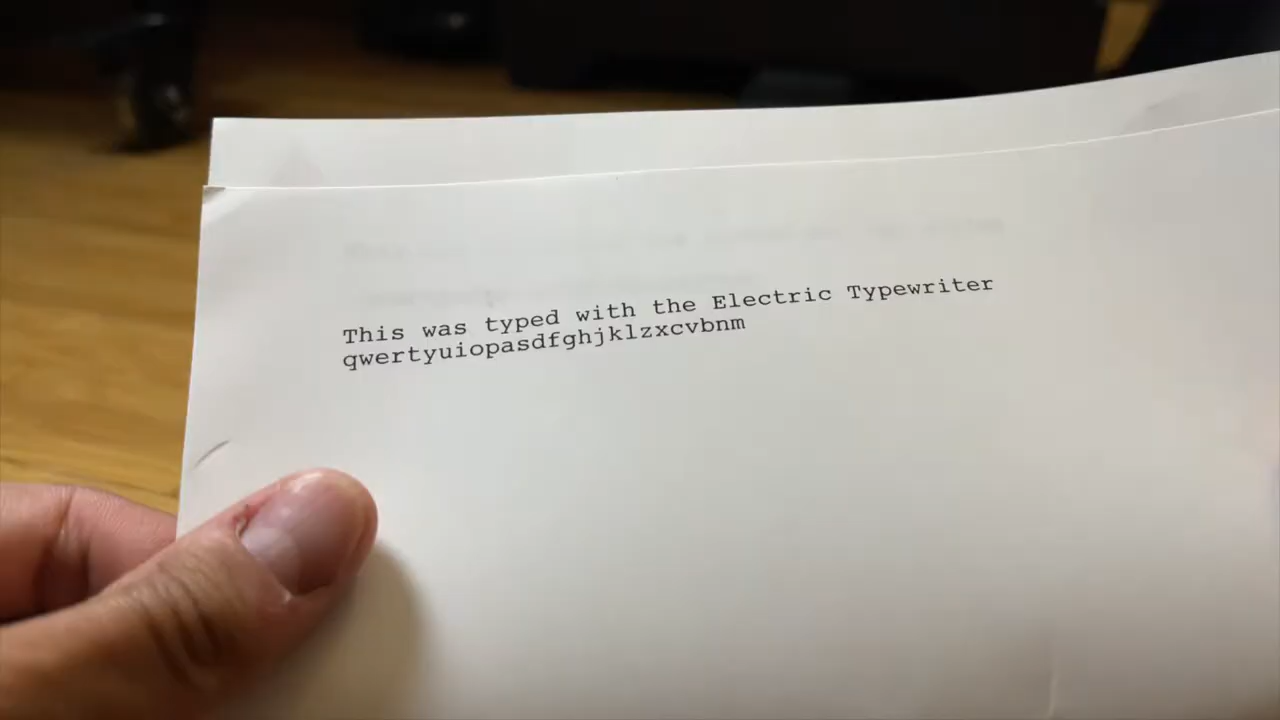 This was typed with the Electric Typewriter
qwertyuiopasdfghjklzxcvbnm